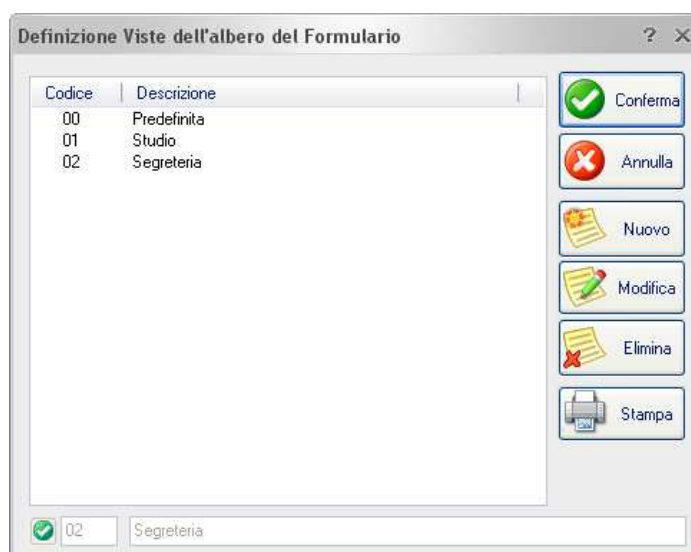 Definizione Viste dell'albero del Formulario
Codice Descrizione
00 Predefinita
01 Studio
02 Segreteria
Conferma
Annulla
Nuovo
Modifica
Elimina
Stampa
02 Segreteria